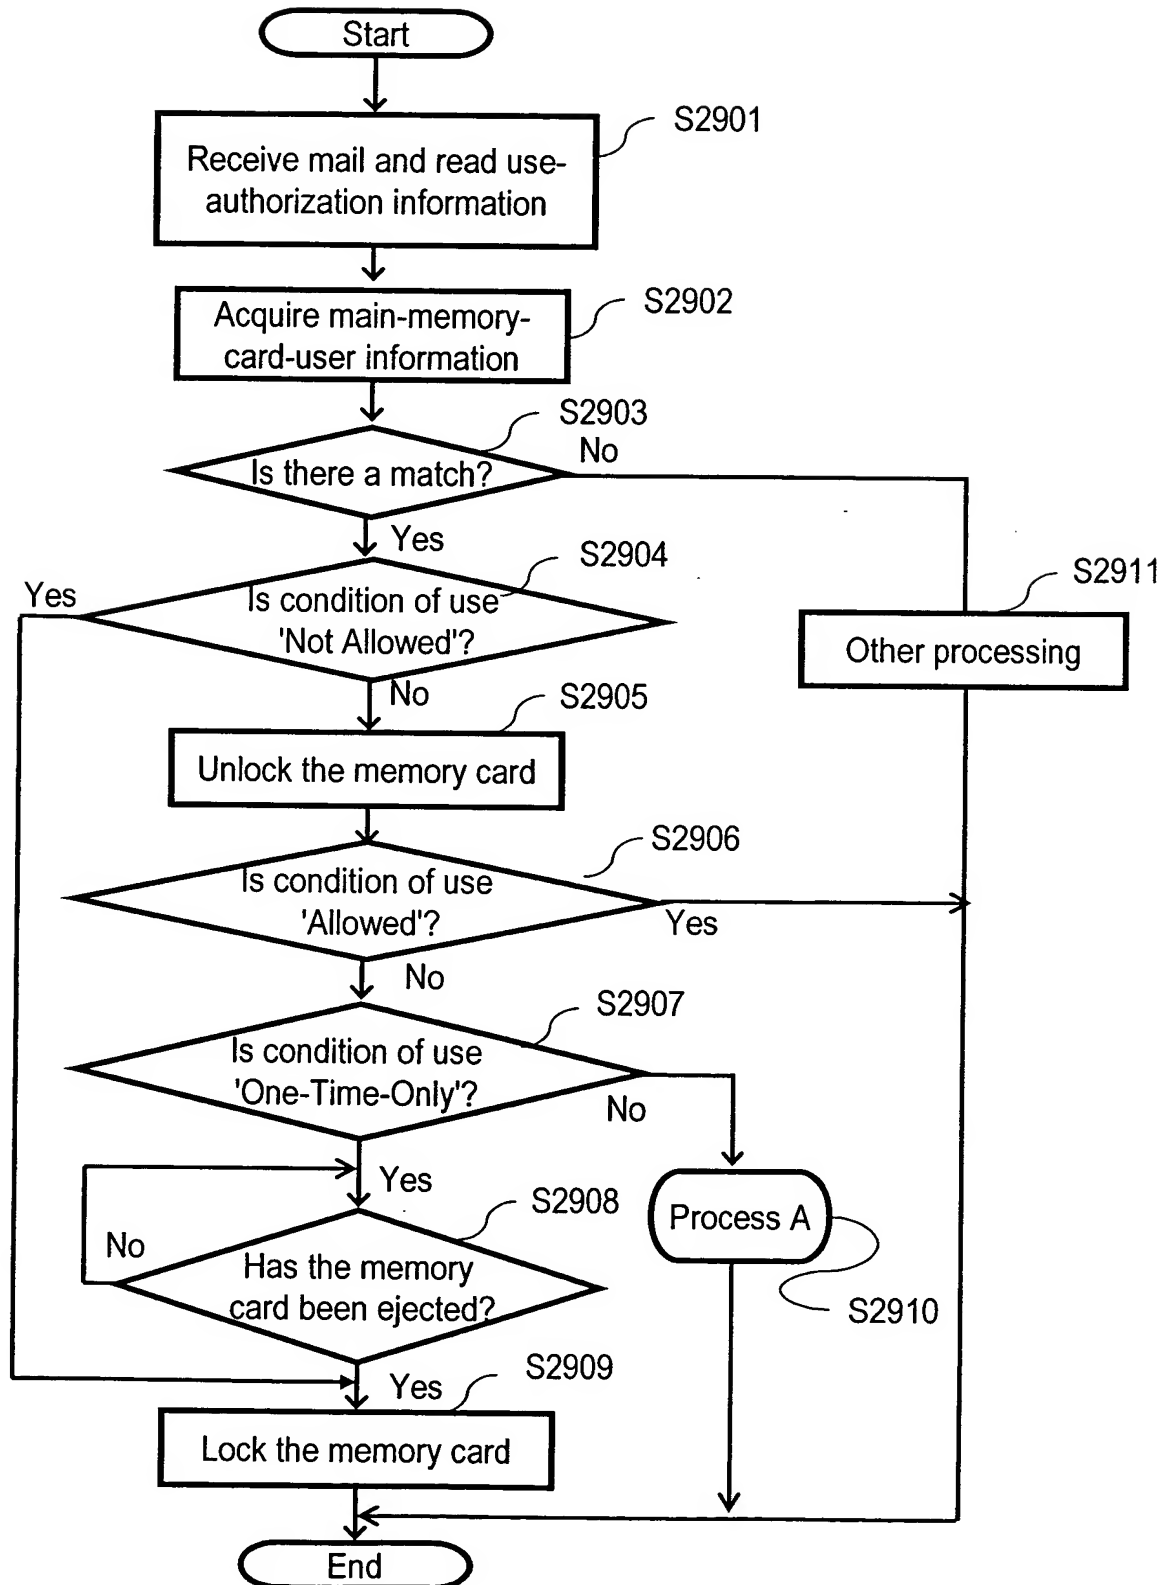 Start
S2901
Receive mail and read use-
authorization information
S2902
Acquire main-memory-
card-user information
S2903
No
Is there a match?
Yes
S2904
Yes
Is condition of use
'Not Allowed'?
S2911
Other processing
No
S2905
Unlock the memory card
S2906
Is condition of use
'Allowed'?
Yes
No
S2907
Is condition of use
'One-Time-Only'?
No
Yes
S2908
No
Has the memory
card been ejected?
Process A
S2910
Yes
S2909
Lock the memory card
End